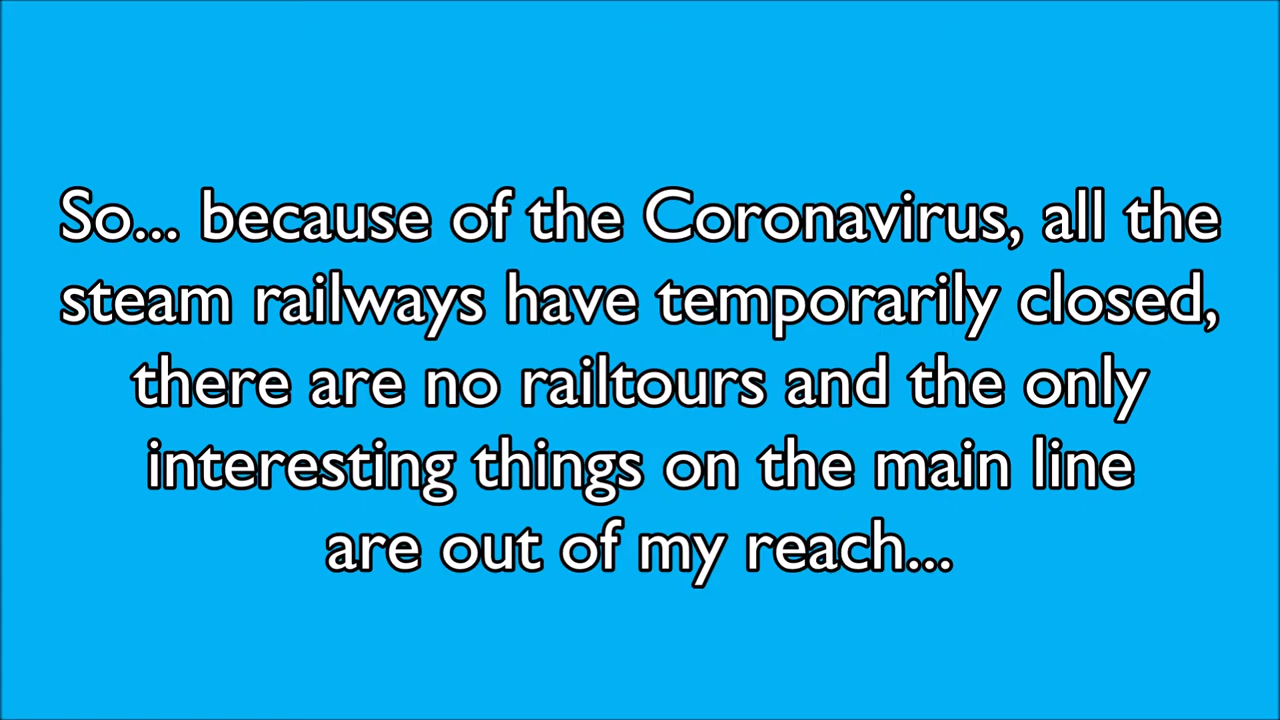 So... because of the Coronavirus, all the
steam railways have temporarily closed,
there are no railtours and the only
interesting things on the main line
are out of my reach...